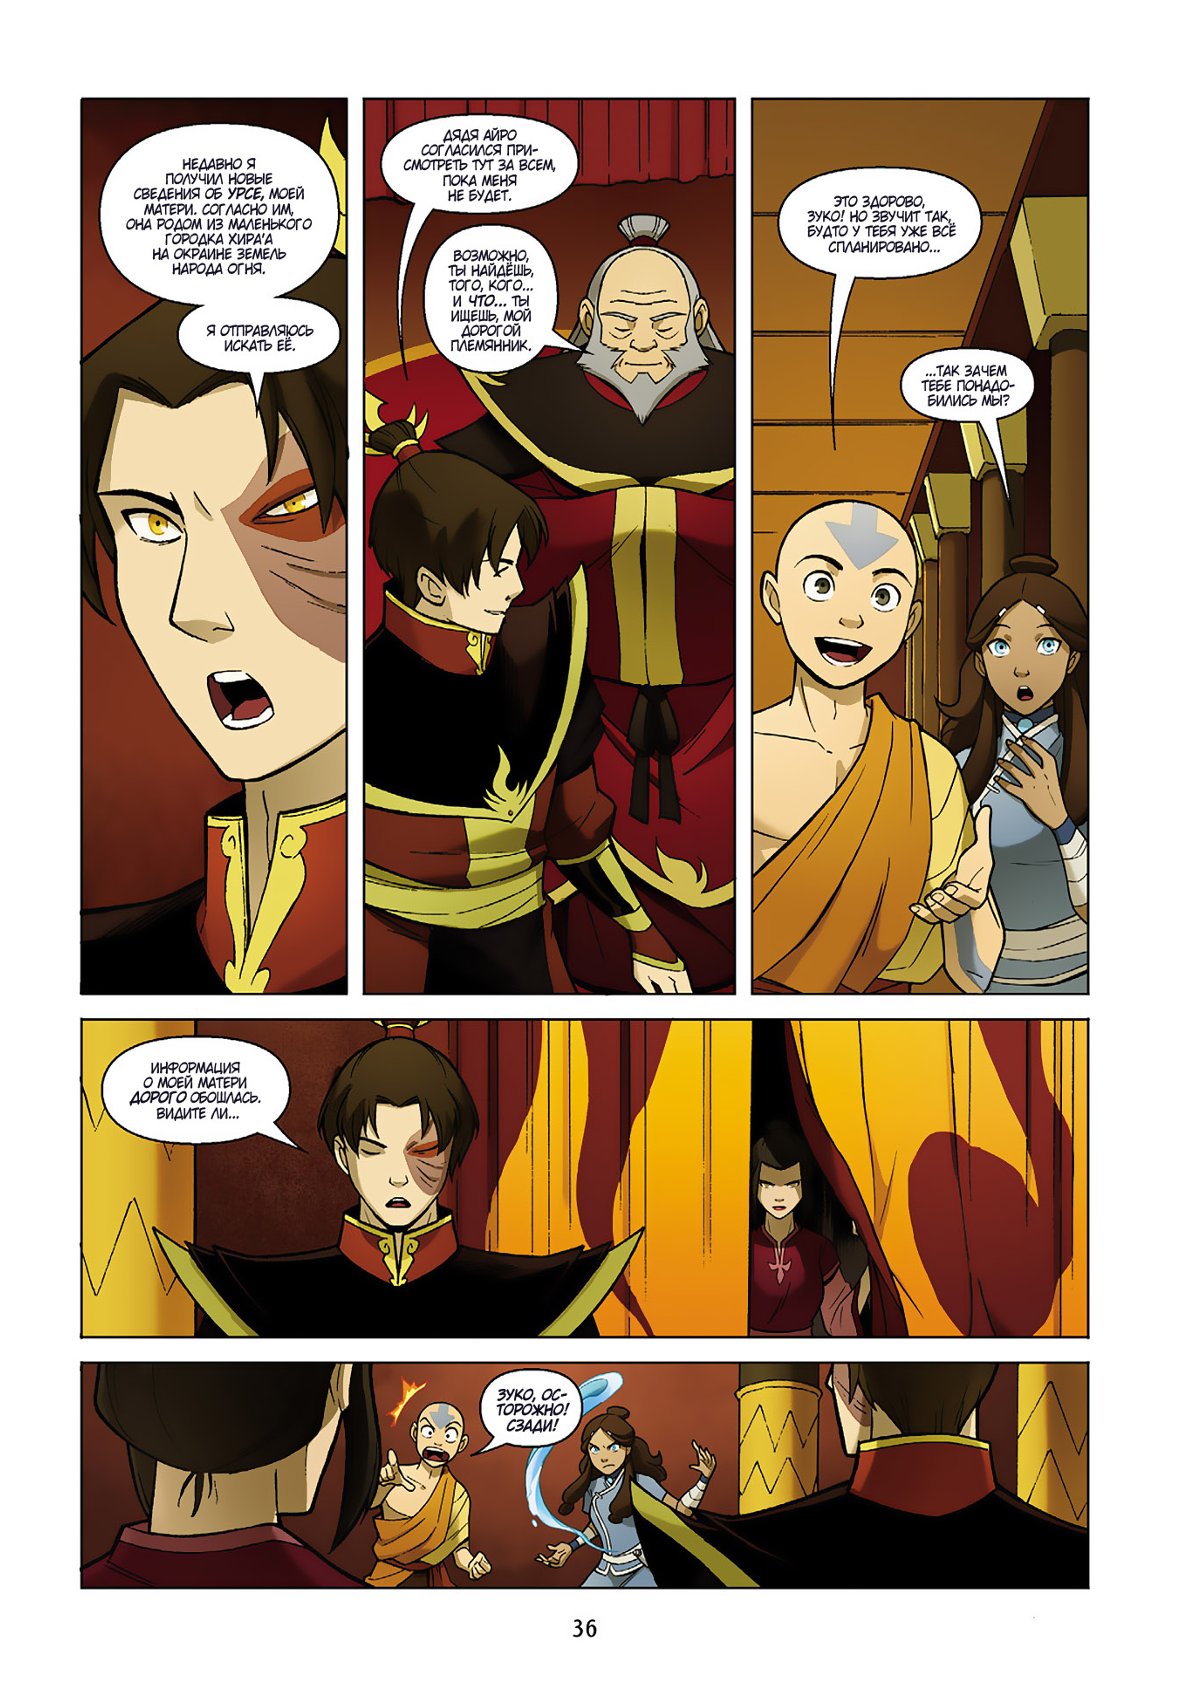 НЕДАВНО Я
ПОЛУЧИЛ НОВЫЕ
СВЕДЕНИЯ ОБ УРСЕ, МОЕЙ
МАТЕРИ. СОГЛАСНО ИМ,
ОНА РОДОМ ИЗ МАЛЕНЬКОГО
ГОРОДКА ХИРА'А
НА ОКРАИНЕ ЗЕМЕЛЬ
НАРОДА ОГНЯ.
Я ОТПРАВЛЯЮСЬ
ИСКАТЬ ЕЁ.
ДЯДЯ АЙРО
СОГЛАСИЛСЯ ПРИ-
СМОТРЕТЬ ТУТ ЗА ВСЕМ,
ПОКА МЕНЯ
НЕ БУДЕТ.
ВОЗМОЖНО,
ТЫ НАЙДЁШЬ,
ТОГО, КОГО...
И ЧТО... ТЫ
ИЩЕШЬ, МОЙ
ДОРОГОЙ
ПЛЕМЯННИК.
ЭТО ЗДОРОВО,
ЗУКО! НО ЗВУЧИТ ТАК,
БУДТО У ТЕБЯ УЖЕ ВСЁ
СПЛАНИРОВАНО...
...ТАК ЗАЧЕМ
ТЕБЕ ПОНАДО-
БИЛИСЬ МЫ?
ИНФОРМАЦИЯ
О МОЕЙ МАТЕРИ
ДОРОГО ОБОШЛАСЬ.
ВИДИТЕ ЛИ...
ЗУКО, ОС-
ТОРОЖНО!
СЗАДИ!
36